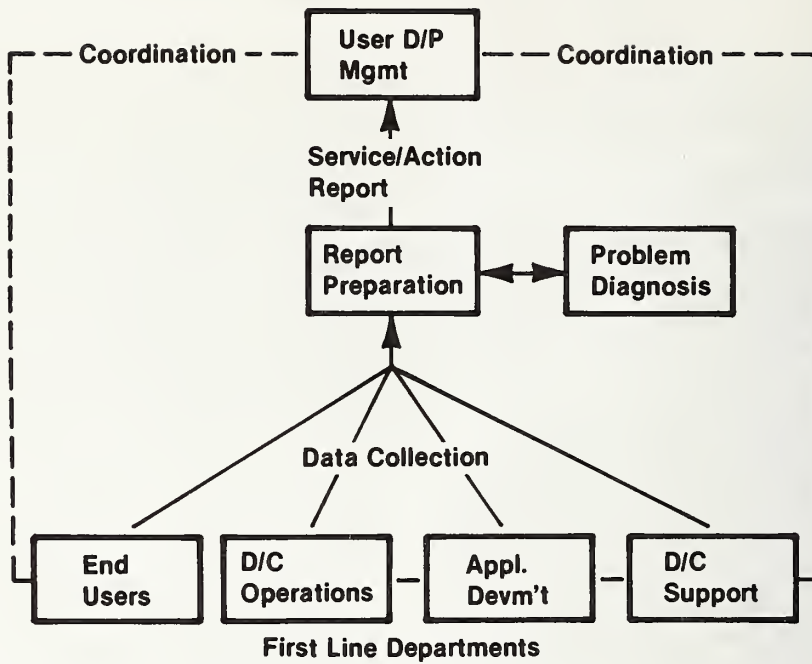 User D/P
Mgmt
Coordination
Coordination
Service/Action
Report
Report
Preparation
Problem
Diagnosis
Data Collection
End
Users
D/C
Operations
Appl.
Devm't
D/C
Support
First Line Departments